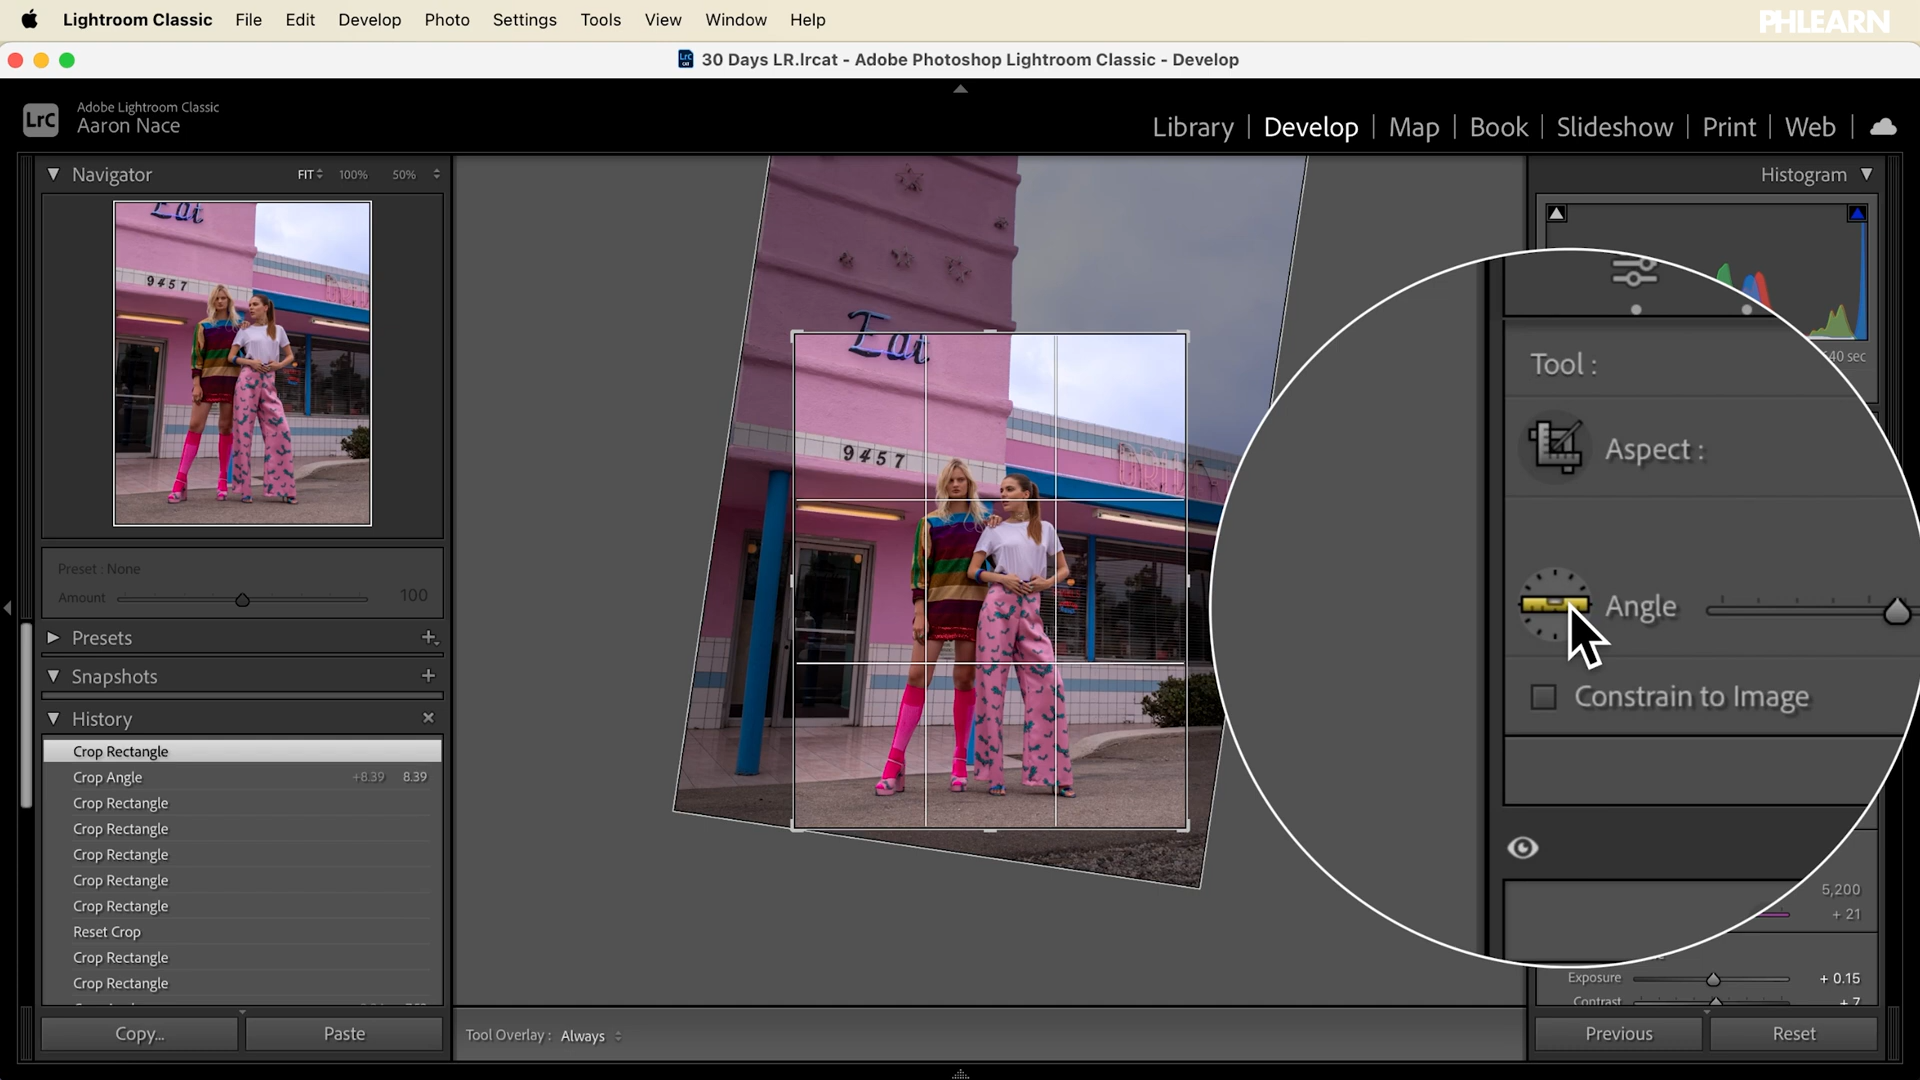 Lightroom Classic File Edit Develop Photo Settings Tools View Window Help
PHLEARN
30 Days LR.lrcat - Adobe Photoshop Lightroom Classic - Develop
LrC
Adobe Lightroom Classic
Aaron Nace
Library | Develop | Map | Book | Slideshow | Print | Web
Navigator FIT 100% 50%
Histogram
Eat
9457
Preset : None
Amount 100
Presets
Snapshots
History
Crop Rectangle
Crop Angle +8.39 8.39
Crop Rectangle
Crop Rectangle
Crop Rectangle
Crop Rectangle
Crop Rectangle
Reset Crop
Crop Rectangle
Crop Rectangle
Copy... Paste
Eat
9457
Tool Overlay : Always
40 sec
Tool :
Aspect :
Angle
Constrain to Image
5,200
+ 21
Exposure + 0.15
Contrast + 7
Previous Reset